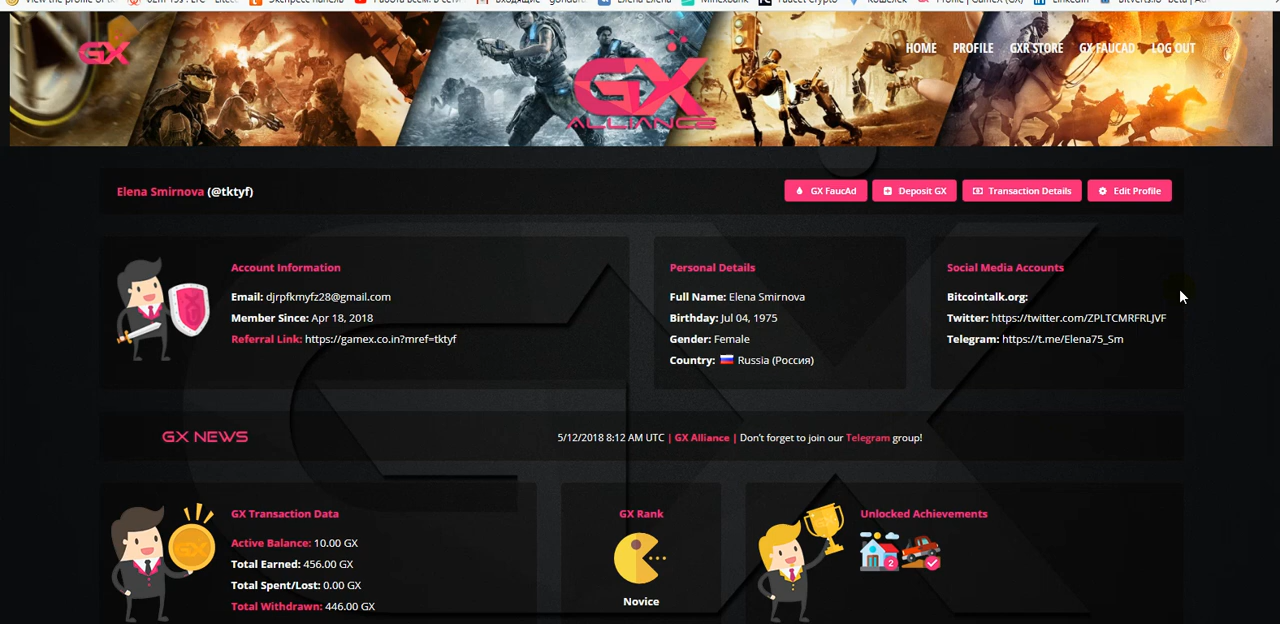 GX
HOME PROFILE GXR STORE GX FAUCAD LOG OUT
GX
ALLIANCE
Elena Smirnova (@tktyf)
GX FaucAd Deposit GX Transaction Details Edit Profile
Account Information
Email: djrpfkmyfz28@gmail.com
Member Since: Apr 18, 2018
Referral Link: https://gamex.co.in?mref=tktyf
Personal Details
Full Name: Elena Smirnova
Birthday: Jul 04, 1975
Gender: Female
Country: Russia (Россия)
Social Media Accounts
Bitcointalk.org:
Twitter: https://twitter.com/ZPLTCMRFRLJVF
Telegram: https://t.me/Elena75_Sm
GX NEWS
5/12/2018 8:12 AM UTC | GX Alliance | Don't forget to join our Telegram group!
GX Transaction Data
Active Balance: 10.00 GX
Total Earned: 456.00 GX
Total Spent/Lost: 0.00 GX
Total Withdrawn: 446.00 GX
GX
GX Rank
Novice
Unlocked Achievements
2